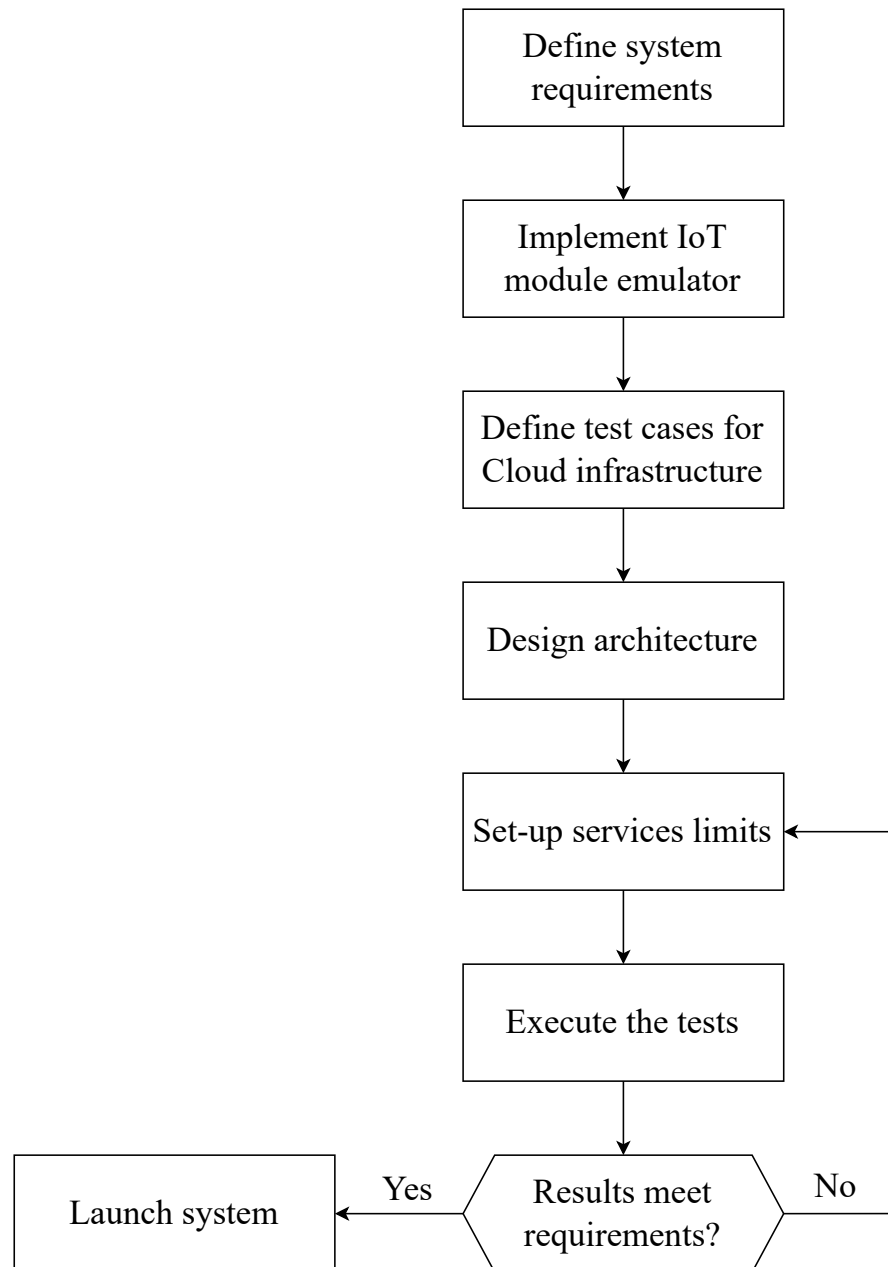 Define system
requirements
Implement IoT
module emulator
Define test cases for
Cloud infrastructure
Design architecture
Set-up services limits
Execute the tests
Yes
No
Results meet
requirements?
Launch system